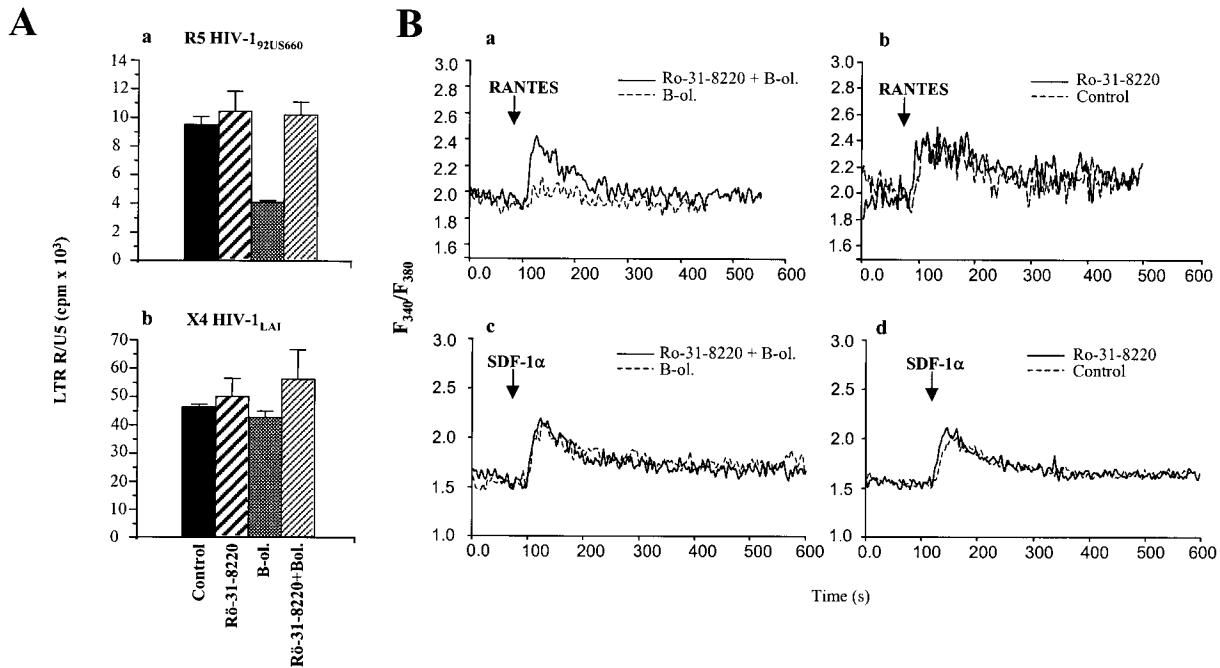 A
a
R5 HIV-1 92US660
14
12
10
8
6
4
2
0
b
X4 HIV-1 LAI
70
60
50
40
30
20
10
0
LTR R/U5 (cpm x 10³)
Control
Rö-31-8220
B-ol.
Rö-31-8220+Bol.
B
a
RANTES
Ro-31-8220 + B-ol.
B-ol.
3.0
2.8
2.6
2.4
2.2
2.0
1.8
1.6
0.0 100 200 300 400 500 600
b
RANTES
Ro-31-8220
Control
3.0
2.8
2.6
2.4
2.2
2.0
1.9
1.6
0.0 100 200 300 400 500 600
F340/F380
c
SDF-1α
Ro-31-8220 + B-ol.
B-ol.
3.0
2.5
2.0
1.5
1.0
0.0 100 200 300 400 500 600
d
SDF-1α
Ro-31-8220
Control
3.0
2.5
2.0
1.5
1.0
0.0 100 200 300 400 500 600
Time (s)